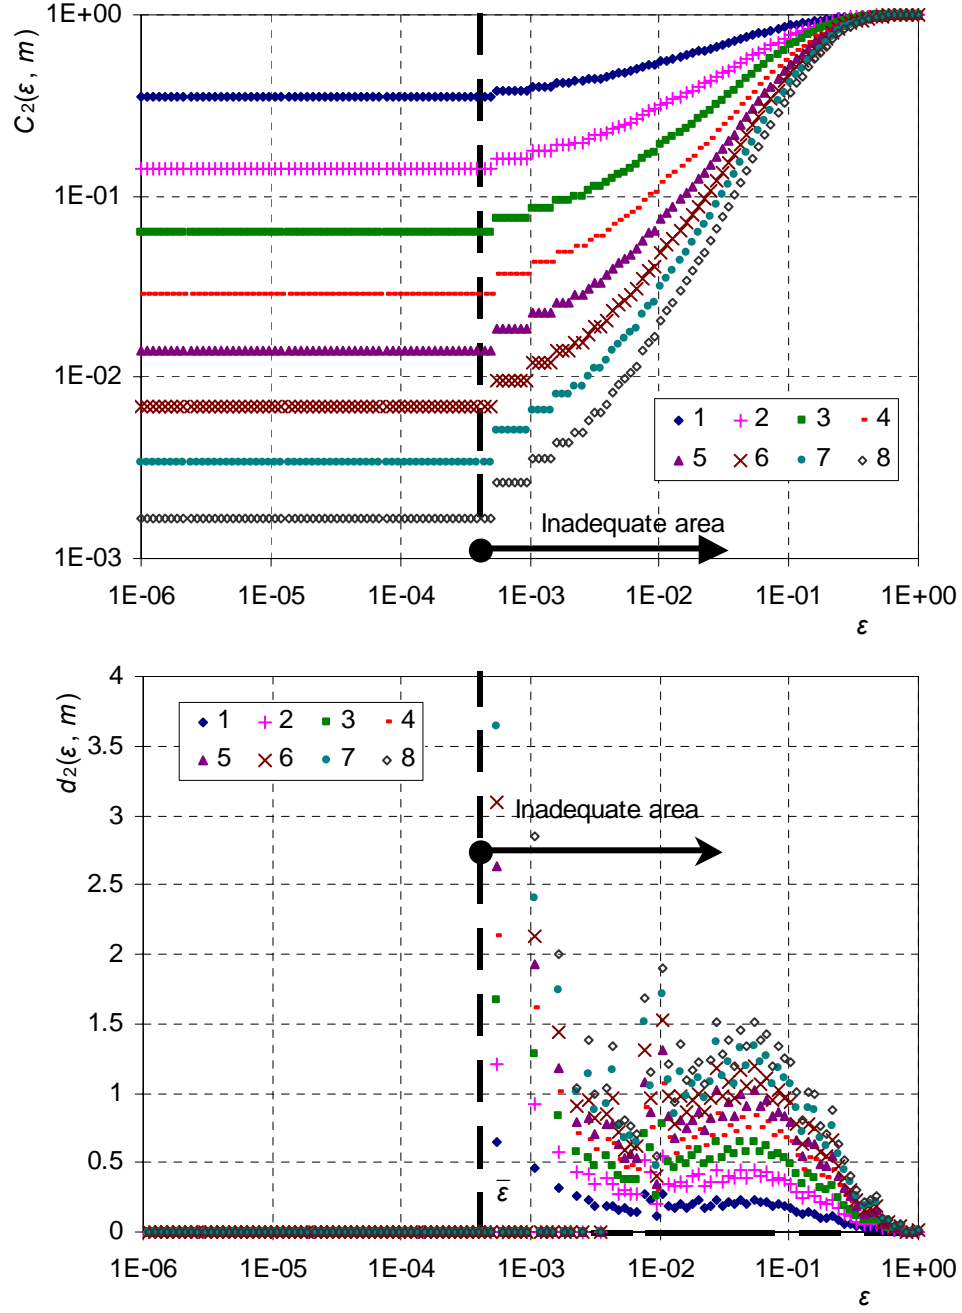 C2(ε, m)
1E+00
1E-01
1E-02
1E-03
1 2 3 4
5 6 7 8
Inadequate area
1E-06 1E-05 1E-04 1E-03 1E-02 1E-01 1E+00
ε
d2(ε, m)
4
3.5
3
2.5
2
1.5
1
0.5
0
1 2 3 4
5 6 7 8
Inadequate area
ε̅
1E-06 1E-05 1E-04 1E-03 1E-02 1E-01 1E+00
ε